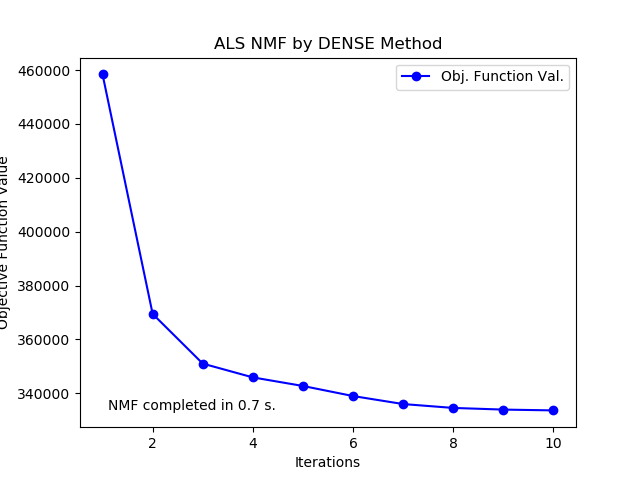 ALS NMF by DENSE Method
Obj. Function Val.
460000
440000
420000
400000
380000
360000
340000
Objective Function Value
NMF completed in 0.7 s.
2 4 6 8 10
Iterations